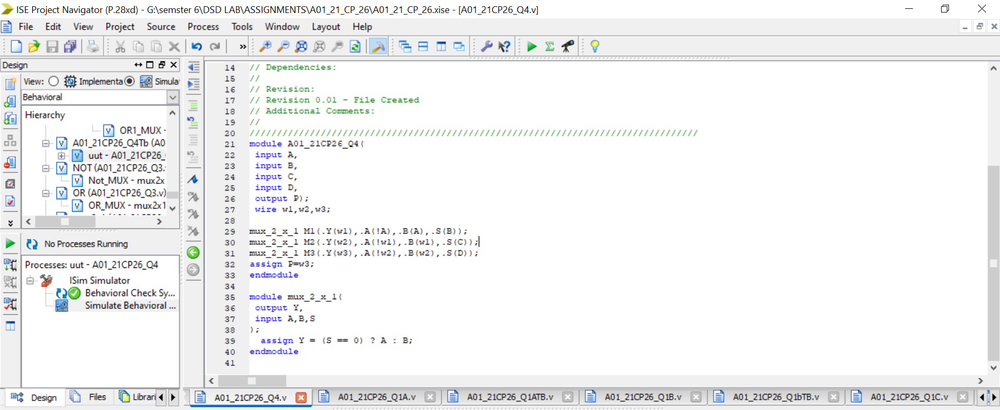 ISE Project Navigator (P.28xd) - G:\semster 6\DSD LAB\ASSIGNMENTS\A01_21_CP_26\A01_21_CP_26.xise - [A01_21CP26_Q4.v]
File Edit View Project Source Process Tools Window Layout Help
Design
View: Implementa Simula
Behavioral
Hierarchy
OR1_MUX -
A01_21CP26_Q4Tb (A0
uut - A01_21CP26_
NOT (A01_21CP26_Q3.
Not_MUX - mux2x
OR (A01_21CP26_Q3.v)
OR_MUX - mux2x1
No Processes Running
Processes: uut - A01_21CP26_Q4
ISim Simulator
Behavioral Check Sy...
Simulate Behavioral ...
Design Files Librari
14 // Dependencies:
15 //
16 // Revision:
17 // Revision 0.01 - File Created
18 // Additional Comments:
19 //
20 //////////////////////////////////////////////////////////////////////////////////
21 module A01_21CP26_Q4(
22 input A,
23 input B,
24 input C,
25 input D,
26 output P);
27 wire w1,w2,w3;
28
29 mux_2_x_1 M1(.Y(w1),.A(!A),.B(A),.S(B));
30 mux_2_x_1 M2(.Y(w2),.A(!w1),.B(w1),.S(C));
31 mux_2_x_1 M3(.Y(w3),.A(!w2),.B(w2),.S(D));
32 assign P=w3;
33 endmodule
34
35 module mux_2_x_1(
36 output Y,
37 input A,B,S
38 );
39 assign Y = (S == 0) ? A : B;
40 endmodule
41
A01_21CP26_Q4.v A01_21CP26_Q1A.v A01_21CP26_Q1ATB.v A01_21CP26_Q1B.v A01_21CP26_Q1bTB.v A01_21CP26_Q1C.v